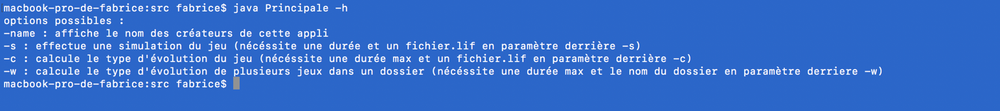 macbook-pro-de-fabrice:src fabrice$ java Principale -h
options possibles :
-name : affiche le nom des créateurs de cette appli
-s : effectue une simulation du jeu (nécéssite une durée et un fichier.lif en paramètre derrière -s)
-c : calcule le type d'évolution du jeu (nécéssite une durée max et un fichier.lif en paramètre derrière -c)
-w : calcule le type d'évolution de plusieurs jeux dans un dossier (nécéssite une durée max et le nom du dossier en paramètre derriere -w)
macbook-pro-de-fabrice:src fabrice$